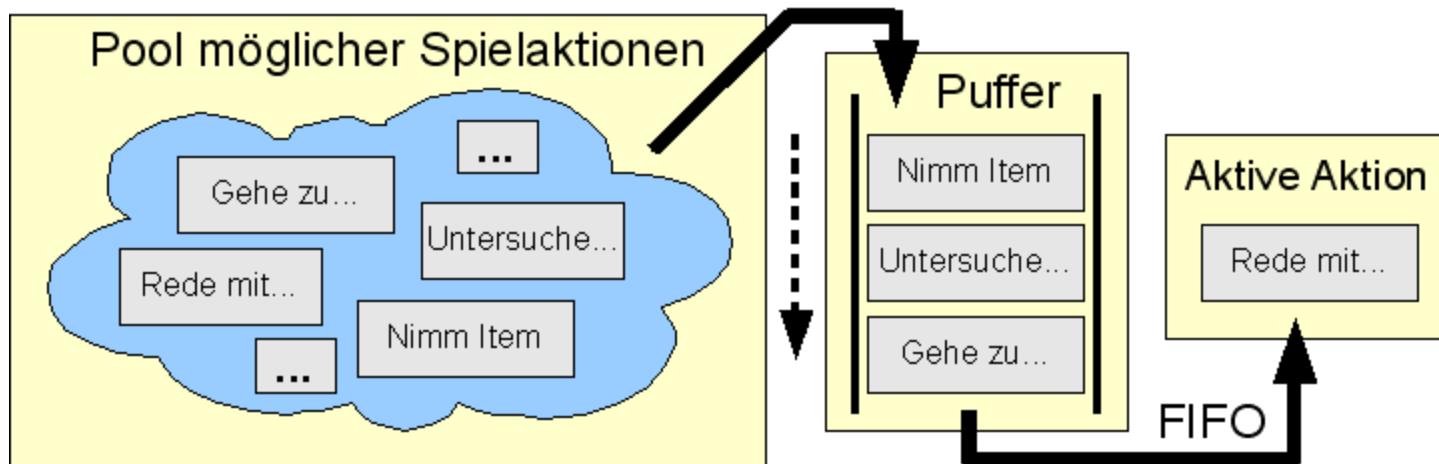 Pool möglicher Spielaktionen
...
Gehe zu...
Untersuche...
Rede mit...
Nimm Item
...
Puffer
Nimm Item
Untersuche...
Gehe zu...
FIFO
Aktive Aktion
Rede mit...